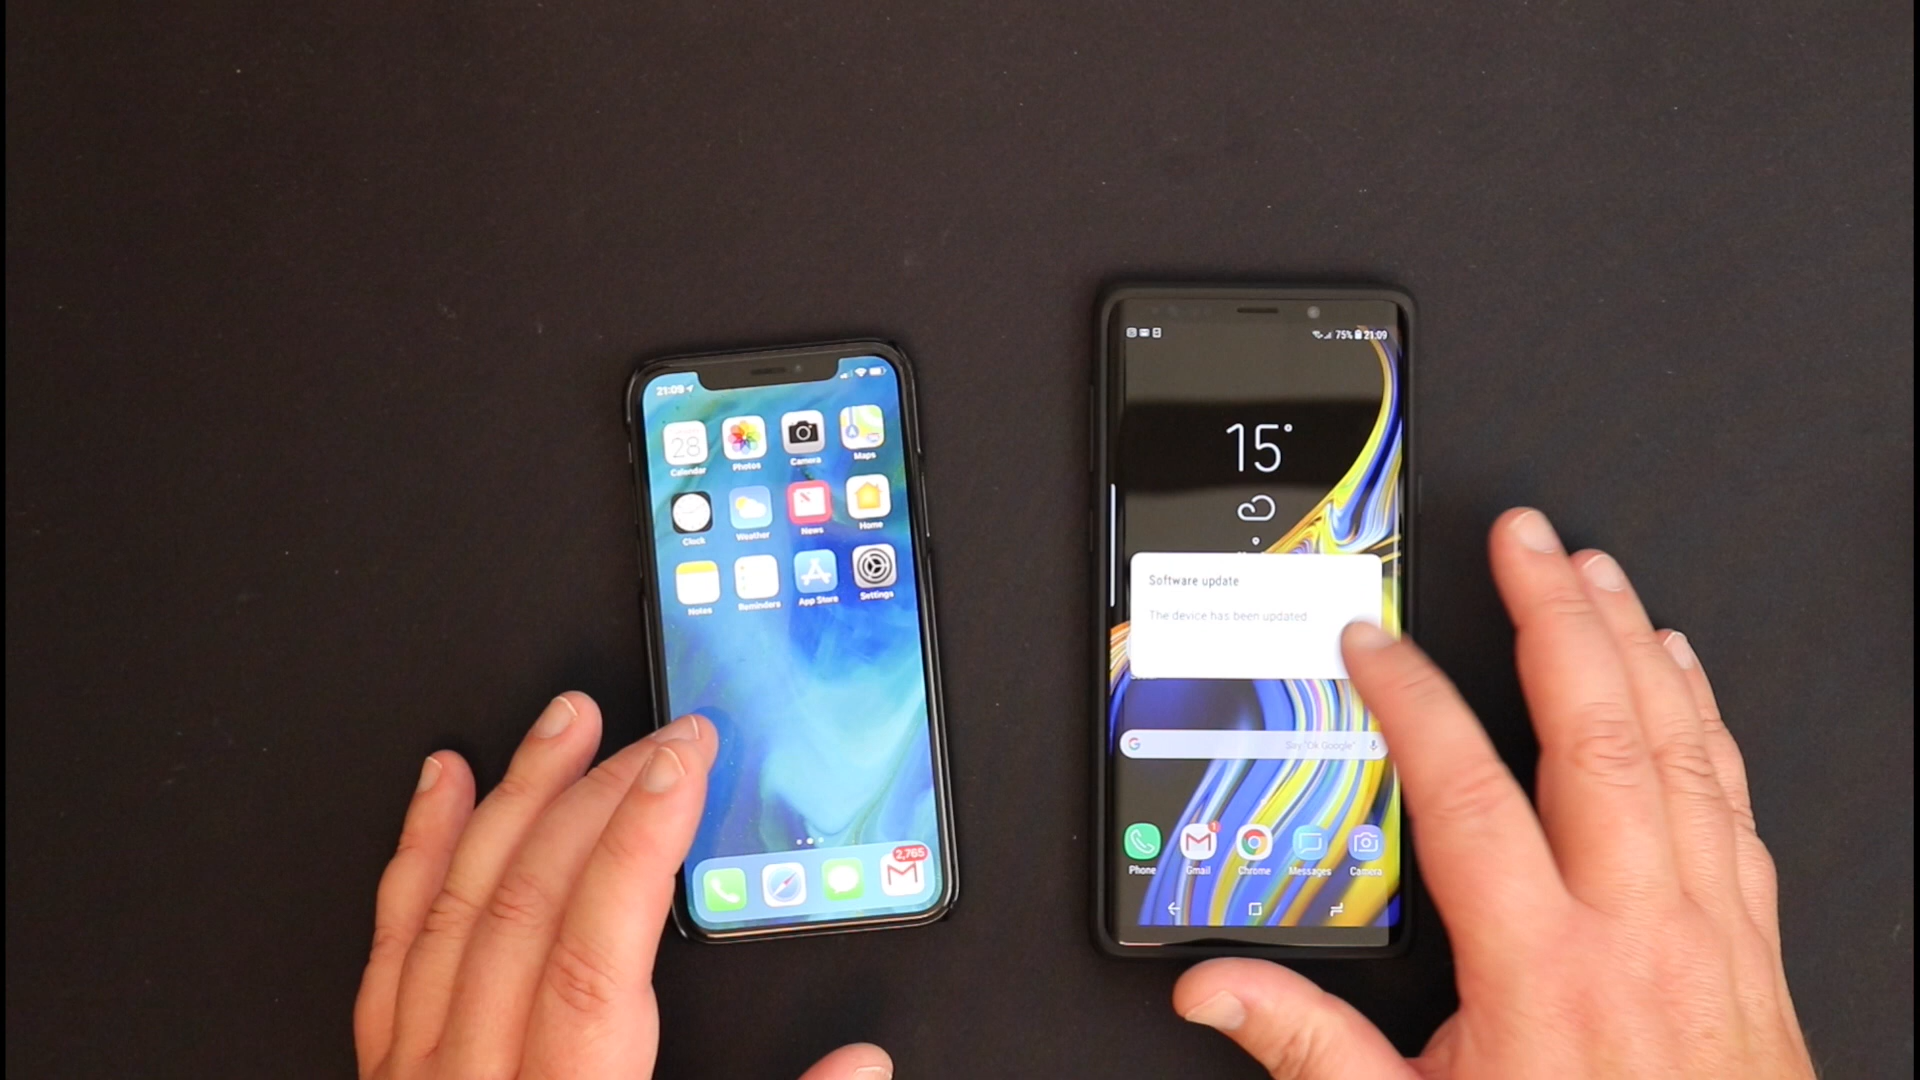 21:09
28
Calendar
Photos
Camera
Maps
Clock
Weather
News
Home
Notes
Reminders
App Store
Settings
2,765
75% 21:09
15°
Software update
The device has been updated.
Say "Ok Google"
1
Phone
Gmail
Chrome
Messages
Camera